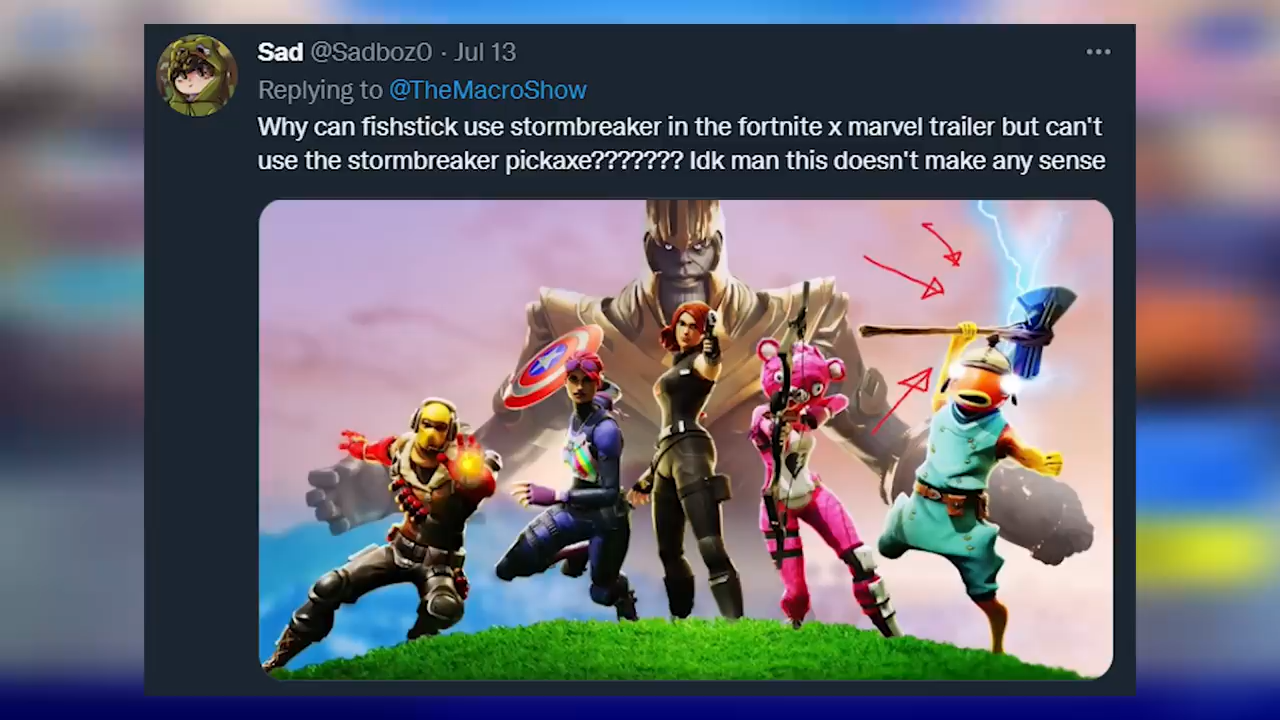 Sad @Sadboz0 · Jul 13
Replying to @TheMacroShow
Why can fishstick use stormbreaker in the fortnite x marvel trailer but can't
use the stormbreaker pickaxe??????? Idk man this doesn't make any sense